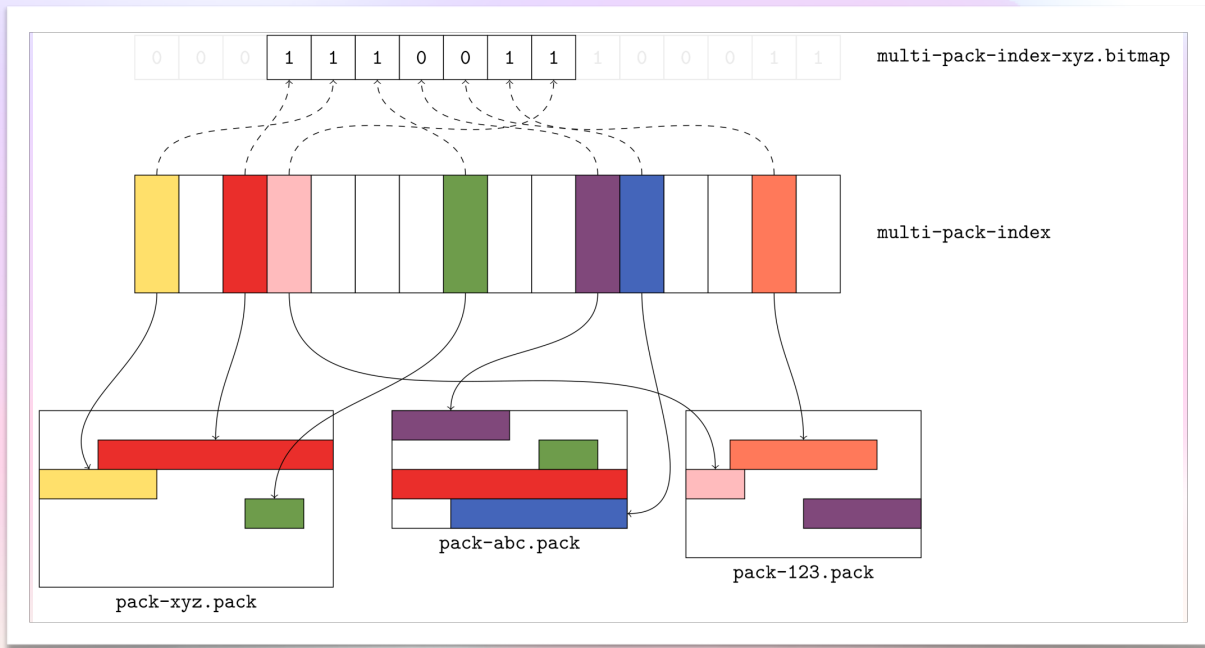 0 0 0 1 1 1 0 0 1 1 1 0 0 0 1 1 multi-pack-index-xyz.bitmap
multi-pack-index
pack-abc.pack
pack-123.pack
pack-xyz.pack